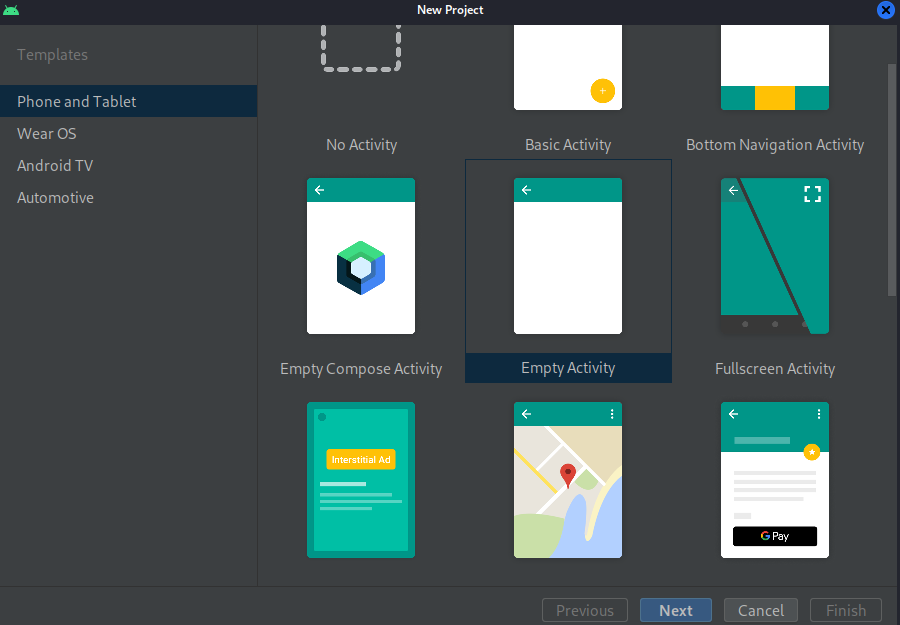 New Project
Templates
Phone and Tablet
Wear OS
Android TV
Automotive
No Activity
Basic Activity
Bottom Navigation Activity
Empty Compose Activity
Empty Activity
Fullscreen Activity
Interstitial Ad
G Pay
Previous
Next
Cancel
Finish